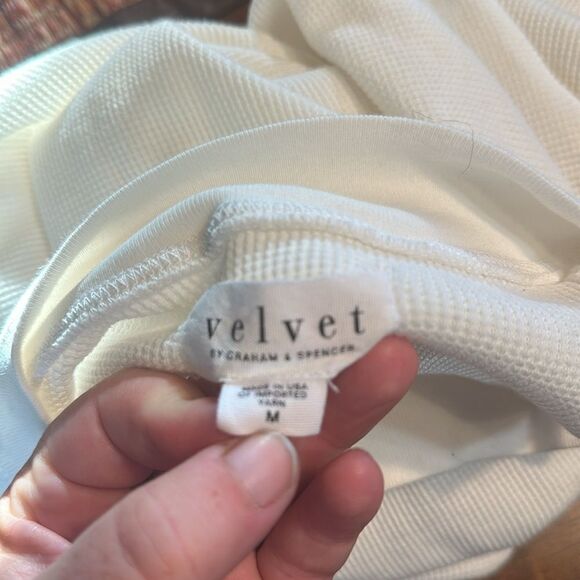 velvet
BY GRAHAM & SPENCER
MADE IN USA
OF IMPORTED
YARN
M